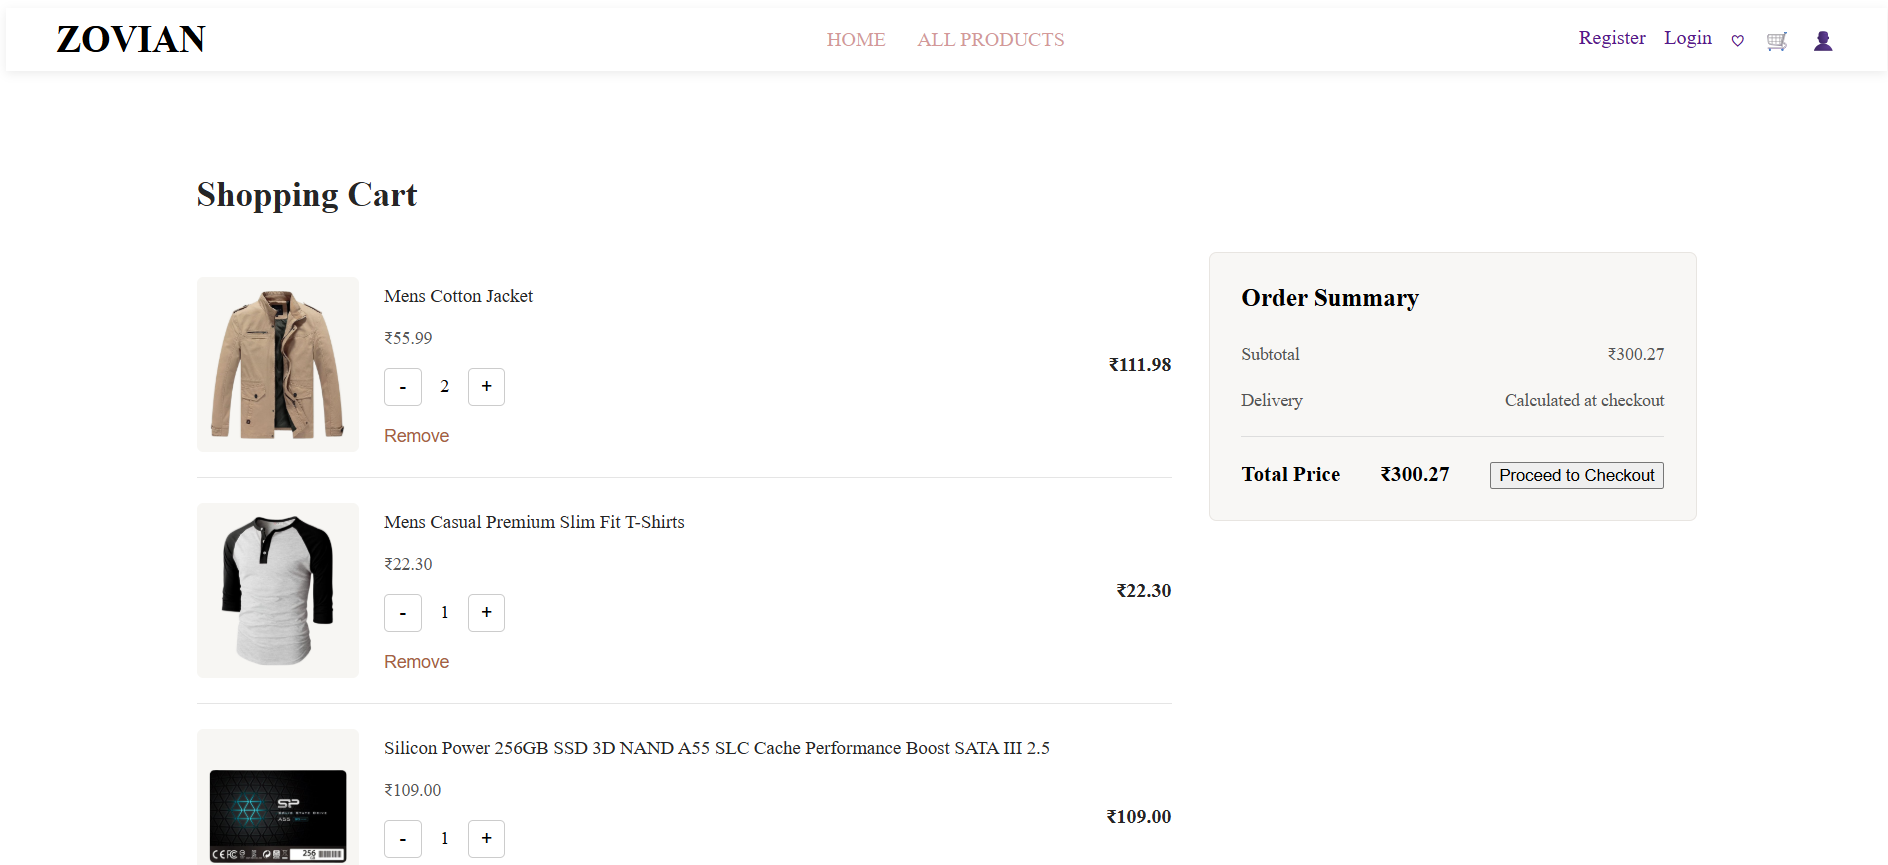 ZOVIAN
HOME ALL PRODUCTS
Register Login
Shopping Cart
Mens Cotton Jacket
₹55.99
- 2 +
Remove
₹111.98
Mens Casual Premium Slim Fit T-Shirts
₹22.30
- 1 +
Remove
₹22.30
Silicon Power 256GB SSD 3D NAND A55 SLC Cache Performance Boost SATA III 2.5
₹109.00
- 1 +
₹109.00
SP
A55
256
Order Summary
Subtotal ₹300.27
Delivery Calculated at checkout
Total Price ₹300.27 Proceed to Checkout